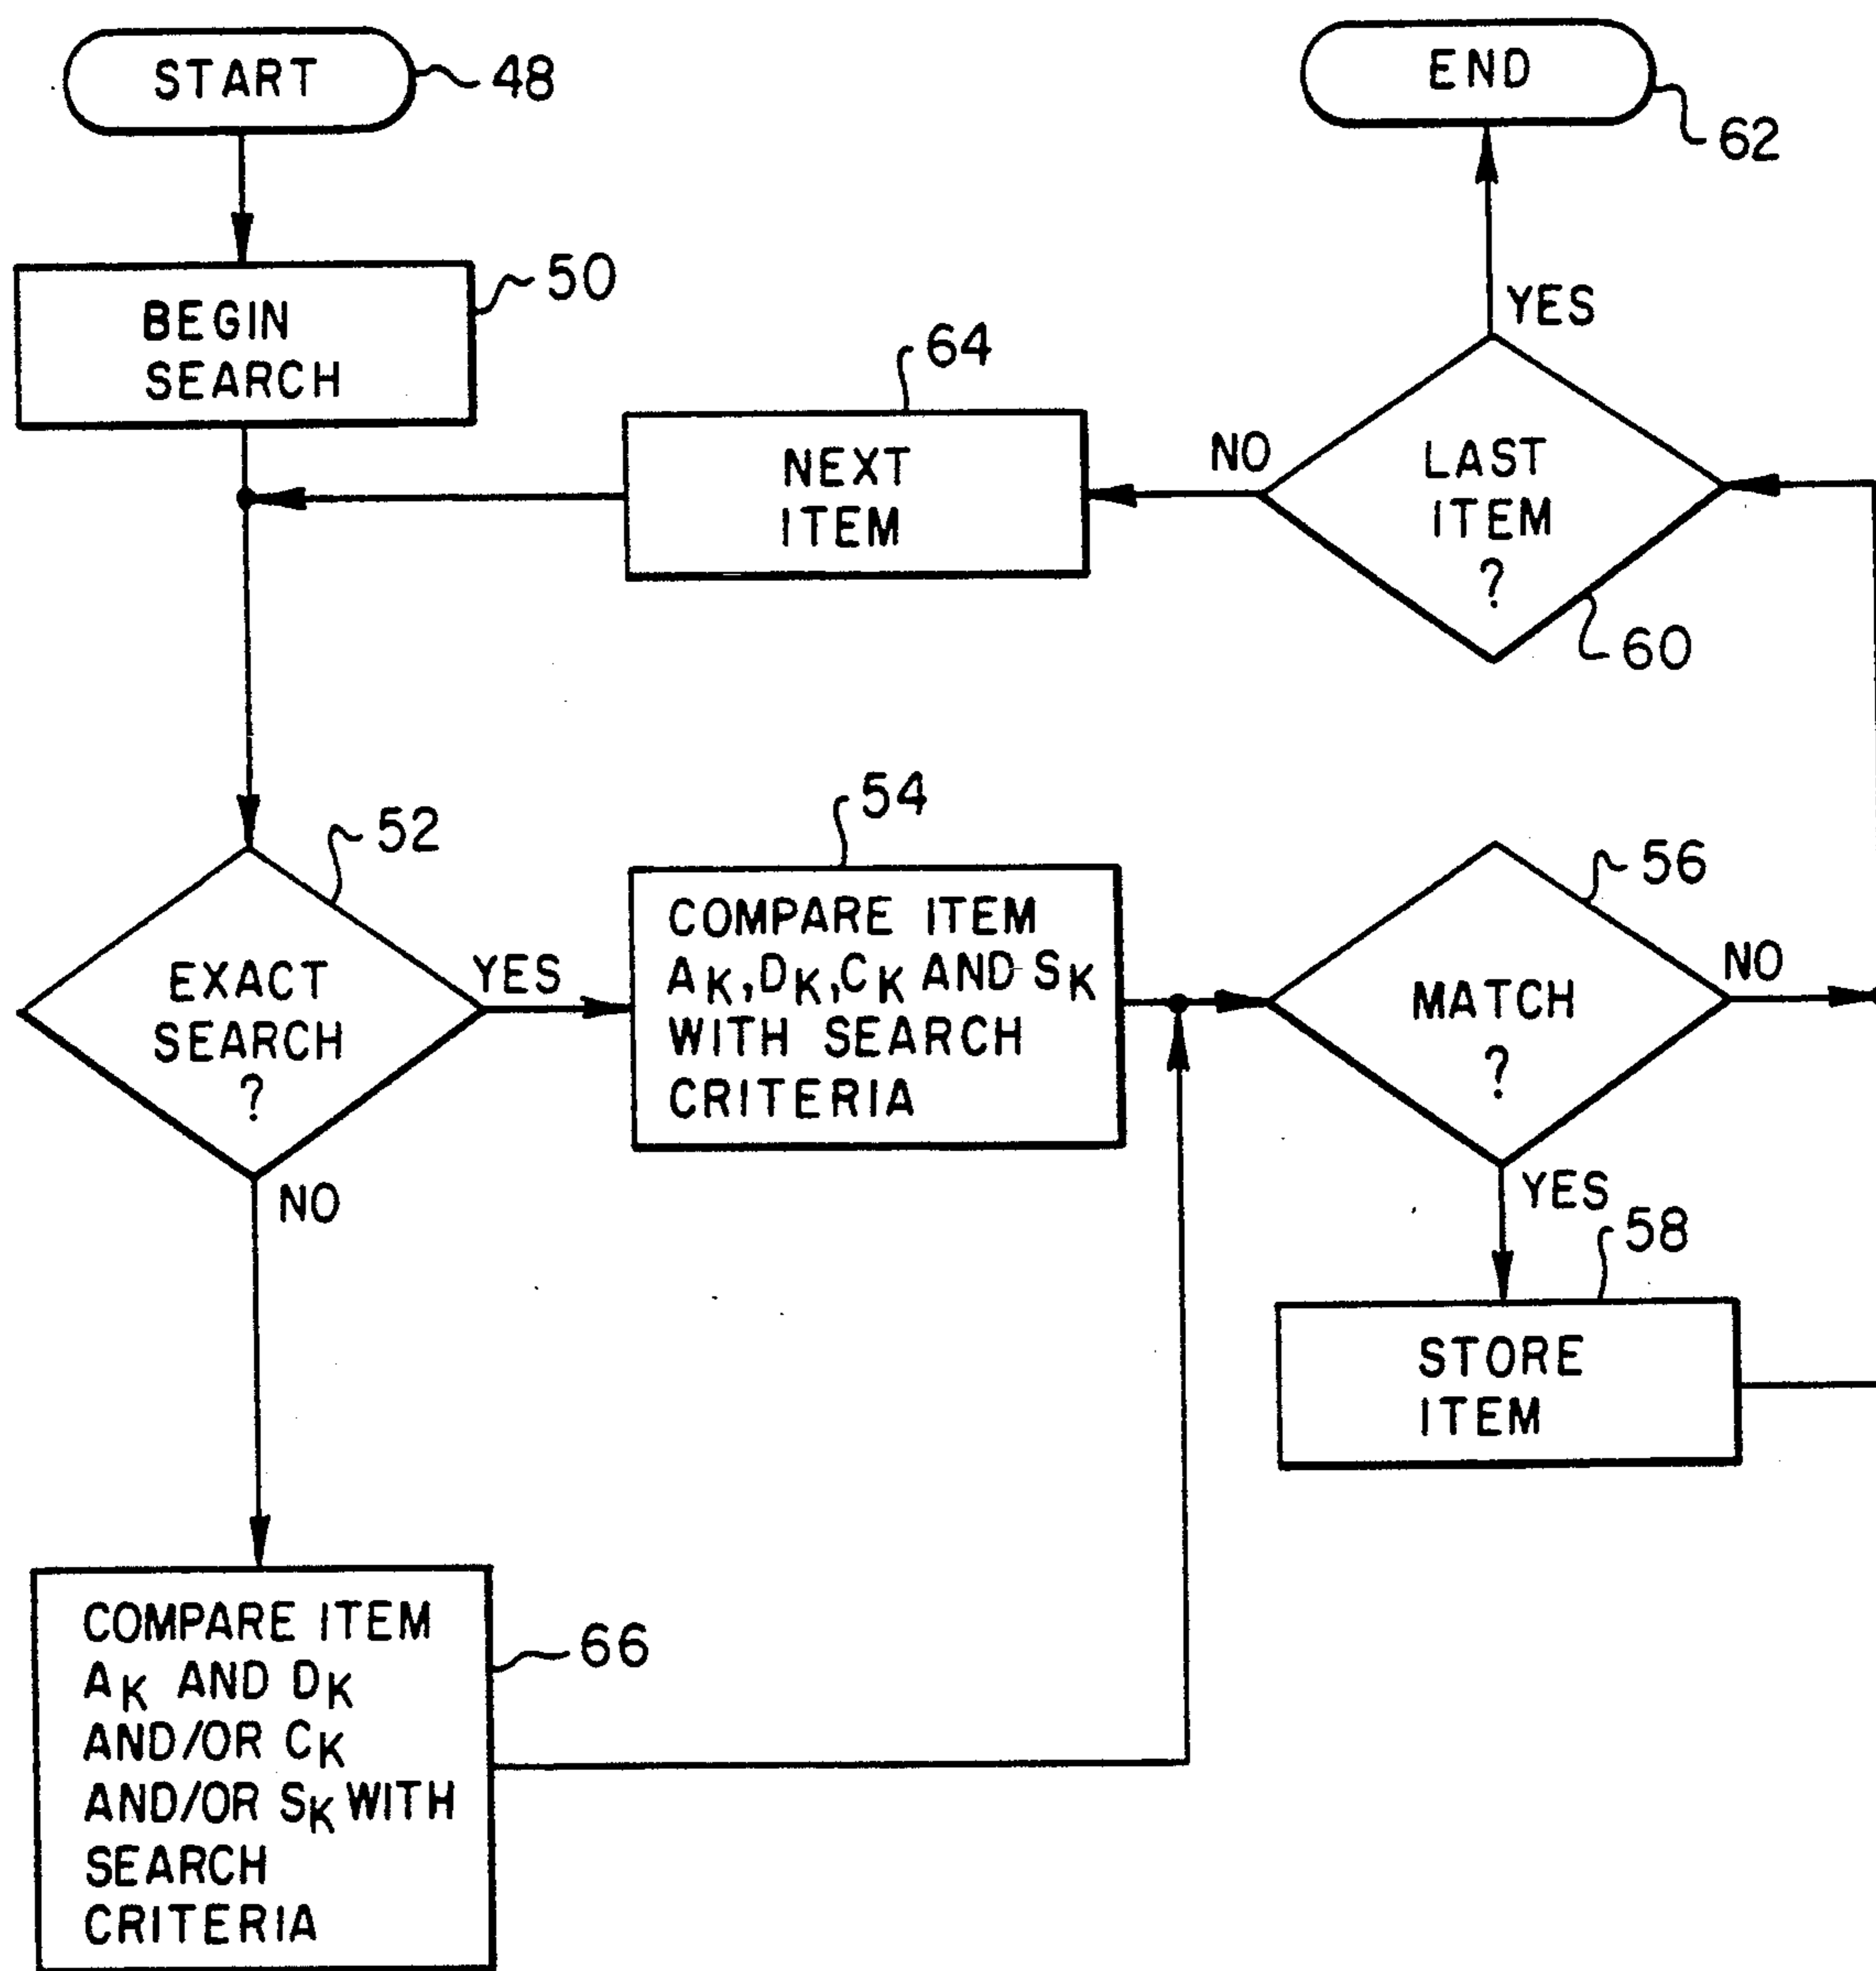 START
48
END
62
BEGIN
SEARCH
50
YES
64
NEXT
ITEM
NO
LAST
ITEM
?
60
52
EXACT
SEARCH
?
YES
NO
54
COMPARE ITEM
AK, DK, CK AND SK
WITH SEARCH
CRITERIA
56
MATCH
?
NO
YES
58
STORE
ITEM
COMPARE ITEM
AK AND DK
AND/OR CK
AND/OR SK WITH
SEARCH
CRITERIA
66